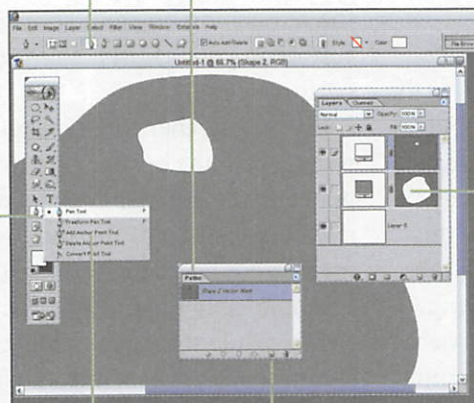 File Edit Image Layer Select Filter View Window Help
Auto Add/Delete Style: Color:
Untitled-1 @ 66.7% (Shape 2, RGB)
Layers Channels
Normal Opacity: 100%
Lock: Fill: 100%
Layer 0
Pen Tool P
Freeform Pen Tool P
Add Anchor Point Tool
Delete Anchor Point Tool
Convert Point Tool
Paths
Shape 2 Vector Mask